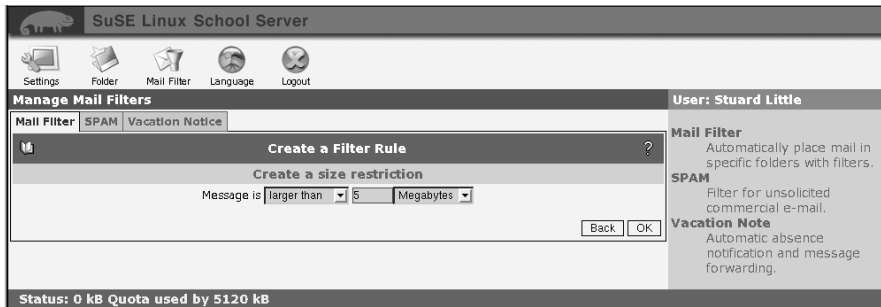 SuSE Linux School Server
Settings Folder Mail Filter Language Logout
Manage Mail Filters
User: Stuard Little
Mail Filter SPAM Vacation Notice
Create a Filter Rule ?
Create a size restriction
Message is larger than 5 Megabytes
Back OK
Mail Filter
Automatically place mail in
specific folders with filters.
SPAM
Filter for unsolicited
commercial e-mail.
Vacation Note
Automatic absence
notification and message
forwarding.
Status: 0 kB Quota used by 5120 kB